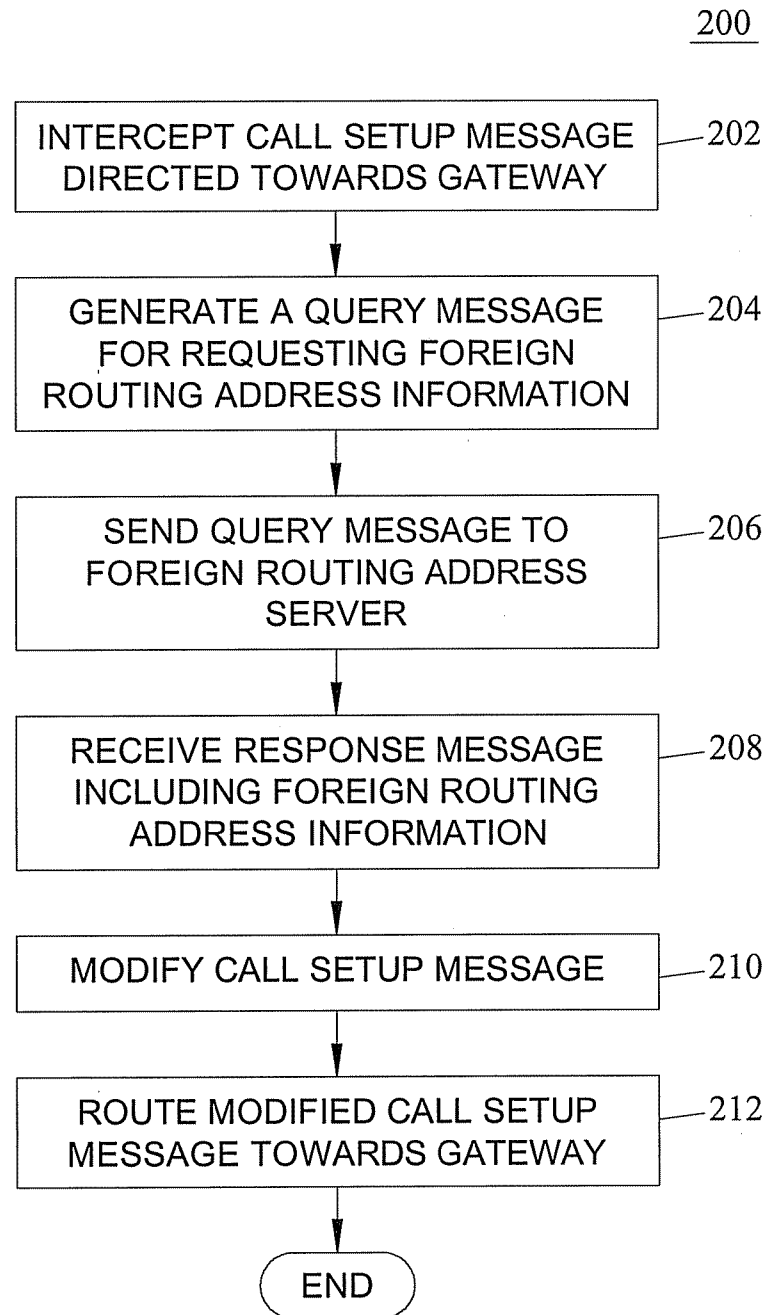 200
INTERCEPT CALL SETUP MESSAGE
DIRECTED TOWARDS GATEWAY
202
GENERATE A QUERY MESSAGE
FOR REQUESTING FOREIGN
ROUTING ADDRESS INFORMATION
204
SEND QUERY MESSAGE TO
FOREIGN ROUTING ADDRESS
SERVER
206
RECEIVE RESPONSE MESSAGE
INCLUDING FOREIGN ROUTING
ADDRESS INFORMATION
208
MODIFY CALL SETUP MESSAGE
210
ROUTE MODIFIED CALL SETUP
MESSAGE TOWARDS GATEWAY
212
END